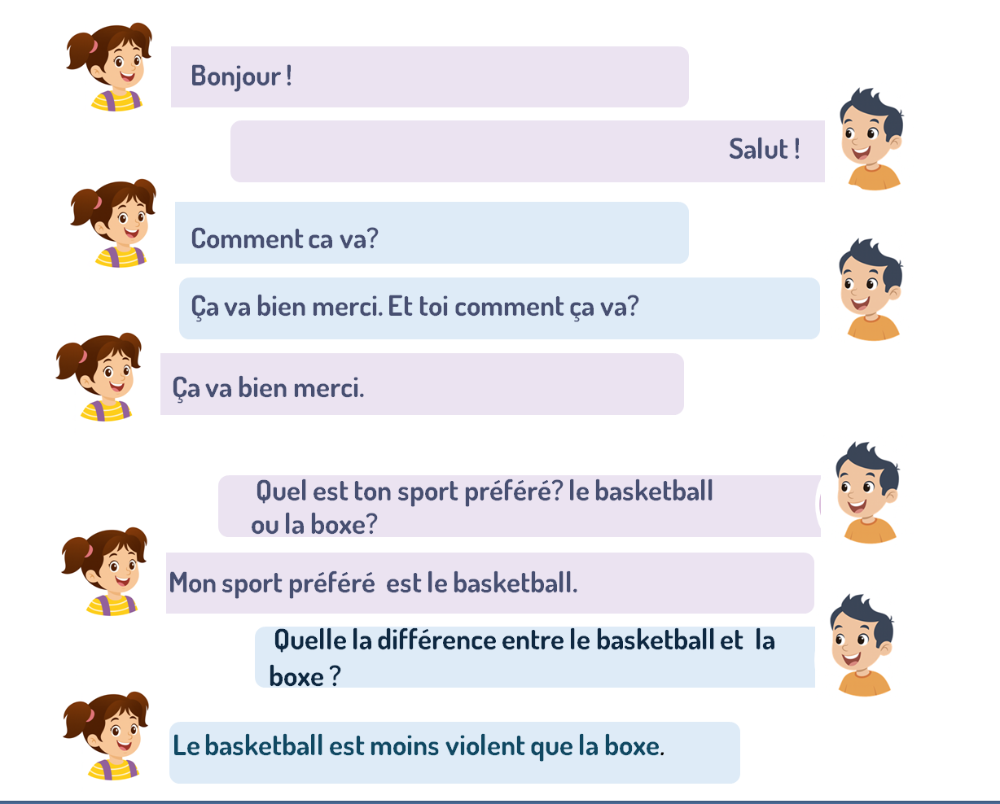 Bonjour !
Salut !
Comment ca va?
Ça va bien merci. Et toi comment ça va?
Ça va bien merci.
Quel est ton sport préféré? le basketball
ou la boxe?
Mon sport préféré est le basketball.
Quelle la différence entre le basketball et la
boxe ?
Le basketball est moins violent que la boxe.